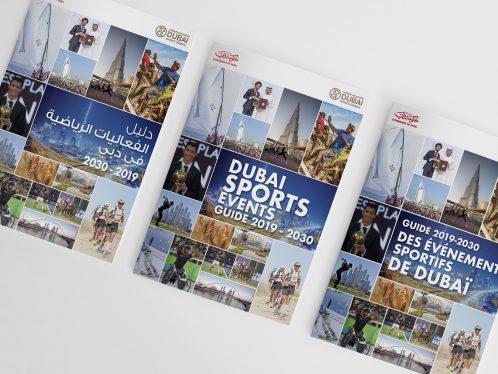 دليل
الفعاليات الرياضية
في دبي
2030 - 2019
DUBAI
DUBAI
SPORTS
EVENTS
GUIDE 2019 - 2030
GUIDE 2019-2030
DES ÉVÉNEMEN
SPORTIFS
DE DUBAÏ